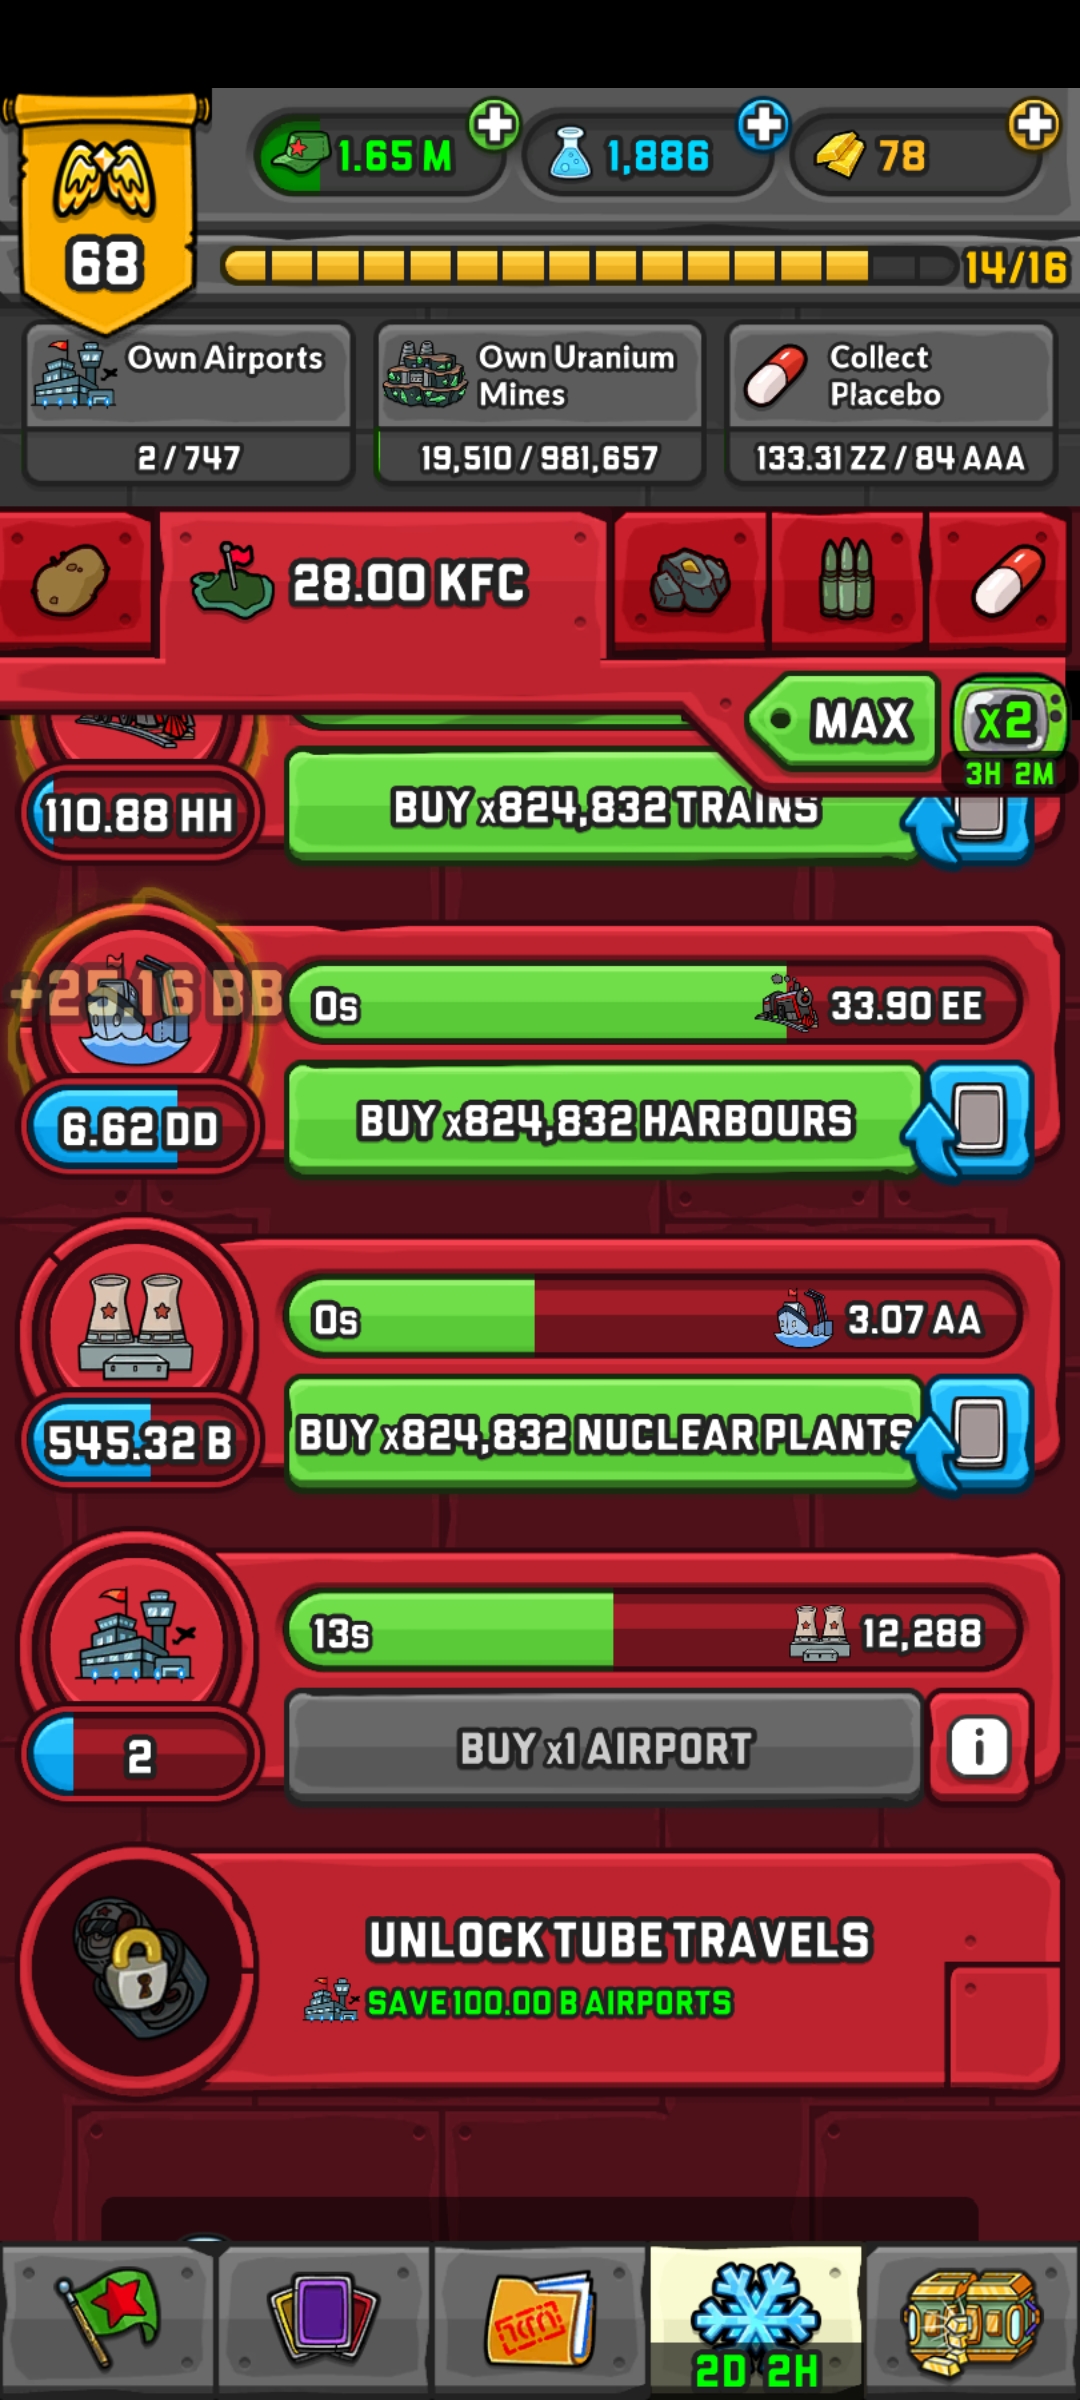 1.65 M
1,886
78
68
14/16
Own Airports
2 / 747
Own Uranium
Mines
19,510 / 981,657
Collect
Placebo
133.31 ZZ / 84 AAA
28.00 KFC
MAX
x2
3H 2M
110.88 HH
BUY x824,832 TRAINS
+25.16 BB
0s
33.90 EE
6.62 DD
BUY x824,832 HARBOURS
0s
3.07 AA
545.32 B
BUY x824,832 NUCLEAR PLANTS
13s
12,288
2
BUY x1 AIRPORT
i
UNLOCK TUBE TRAVELS
SAVE 100.00 B AIRPORTS
2D 2H